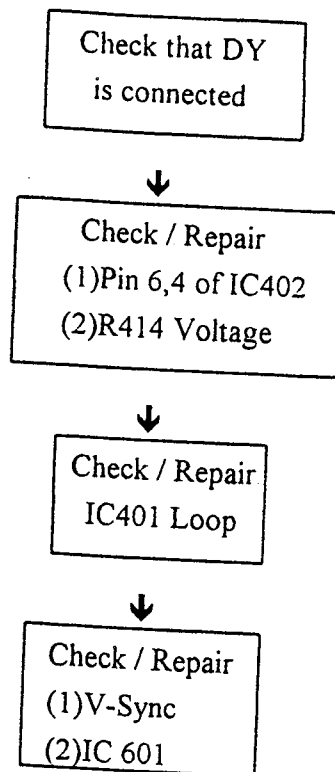 Check that DY
is connected
Check / Repair
(1)Pin 6,4 of IC402
(2)R414 Voltage
Check / Repair
IC401 Loop
Check / Repair
(1)V-Sync
(2)IC 601